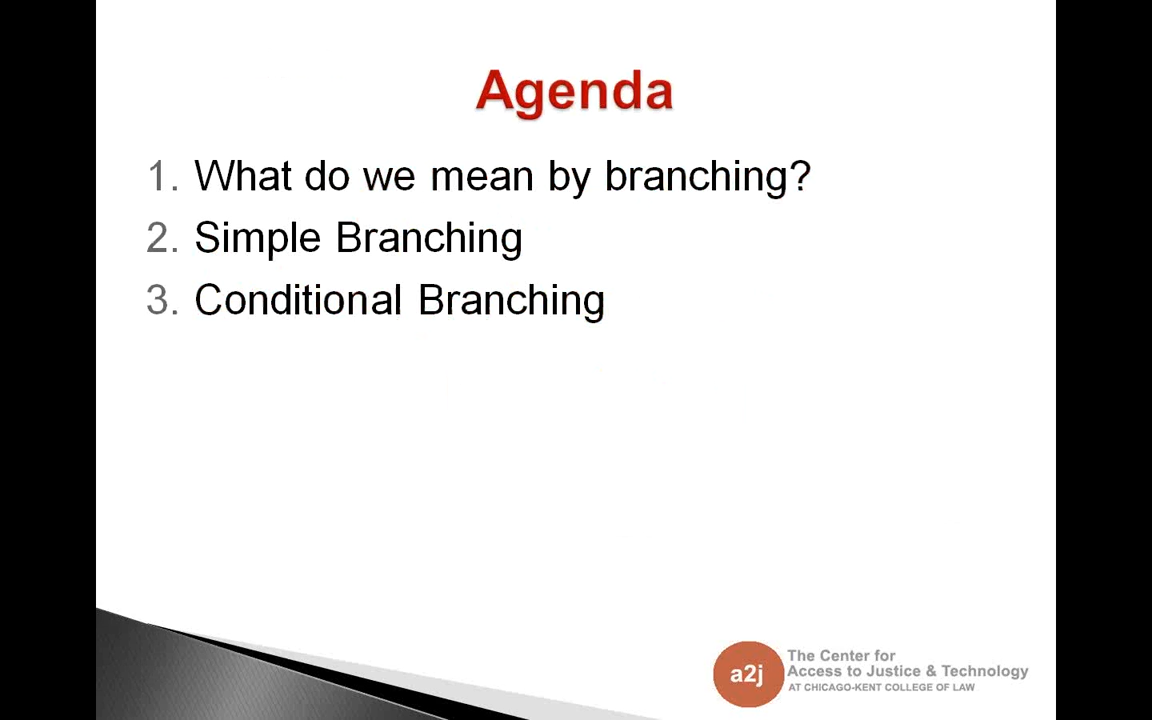 Agenda
1. What do we mean by branching?
2. Simple Branching
3. Conditional Branching
a2j
The Center for
Access to Justice & Technology
AT CHICAGO-KENT COLLEGE OF LAW